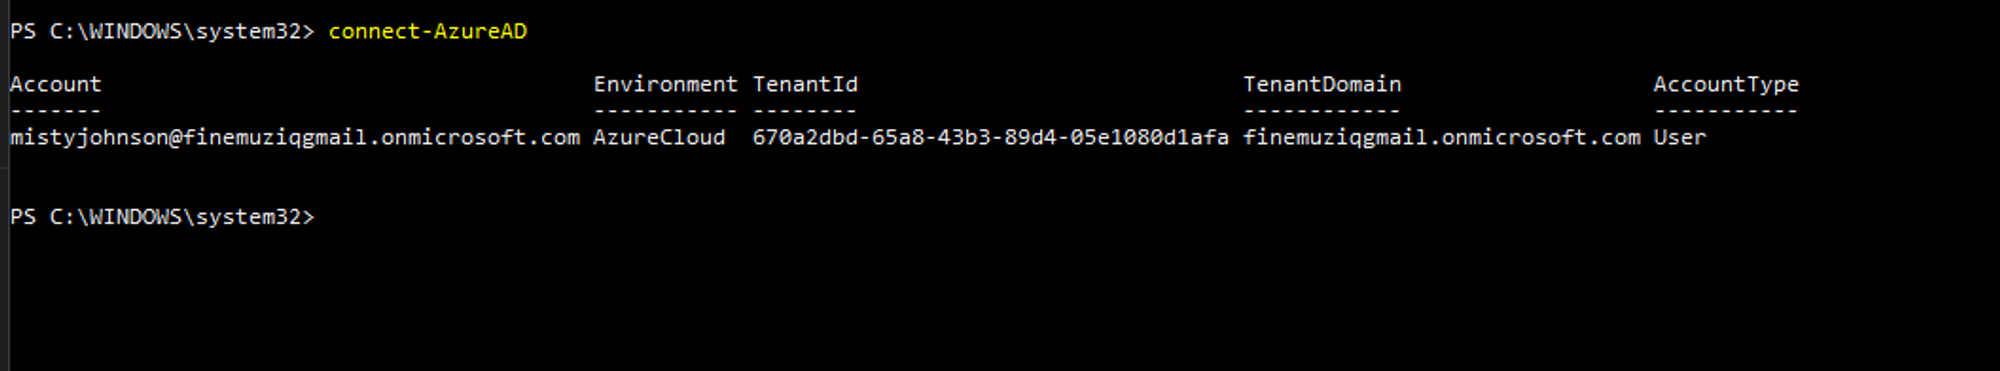 PS C:\WINDOWS\system32> connect-AzureAD
Account Environment TenantId TenantDomain AccountType
------- ----------- -------- ------------ -----------
mistyjohnson@finemuziqgmail.onmicrosoft.com AzureCloud 670a2dbd-65a8-43b3-89d4-05e1080d1afa finemuziqgmail.onmicrosoft.com User
PS C:\WINDOWS\system32>